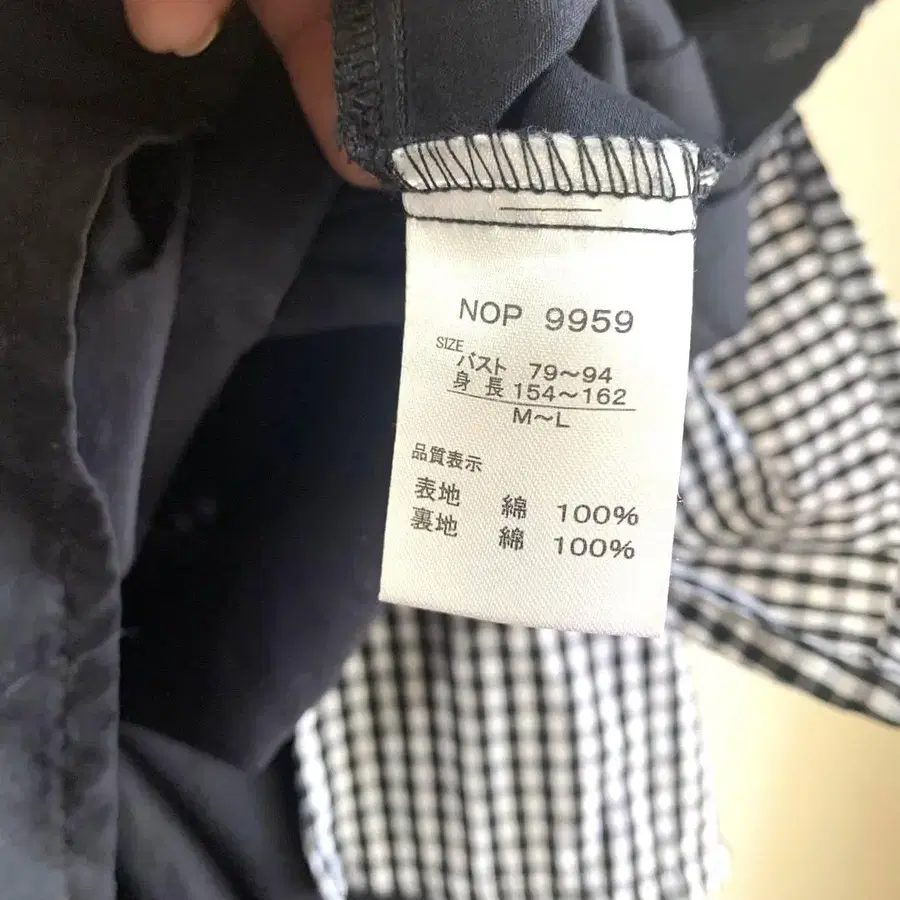 NOP 9959
SIZE
バスト 79〜94
身長 154〜162
M〜L
品質表示
表地 綿 100%
裏地 綿 100%